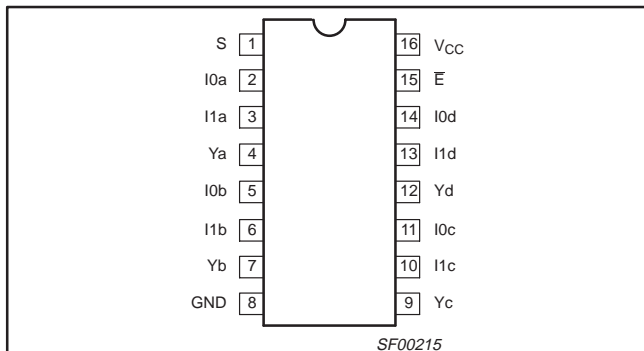 S 1 16 VCC
I0a 2 15 E̅
I1a 3 14 I0d
Ya 4 13 I1d
I0b 5 12 Yd
I1b 6 11 I0c
Yb 7 10 I1c
GND 8 9 Yc
SF00215